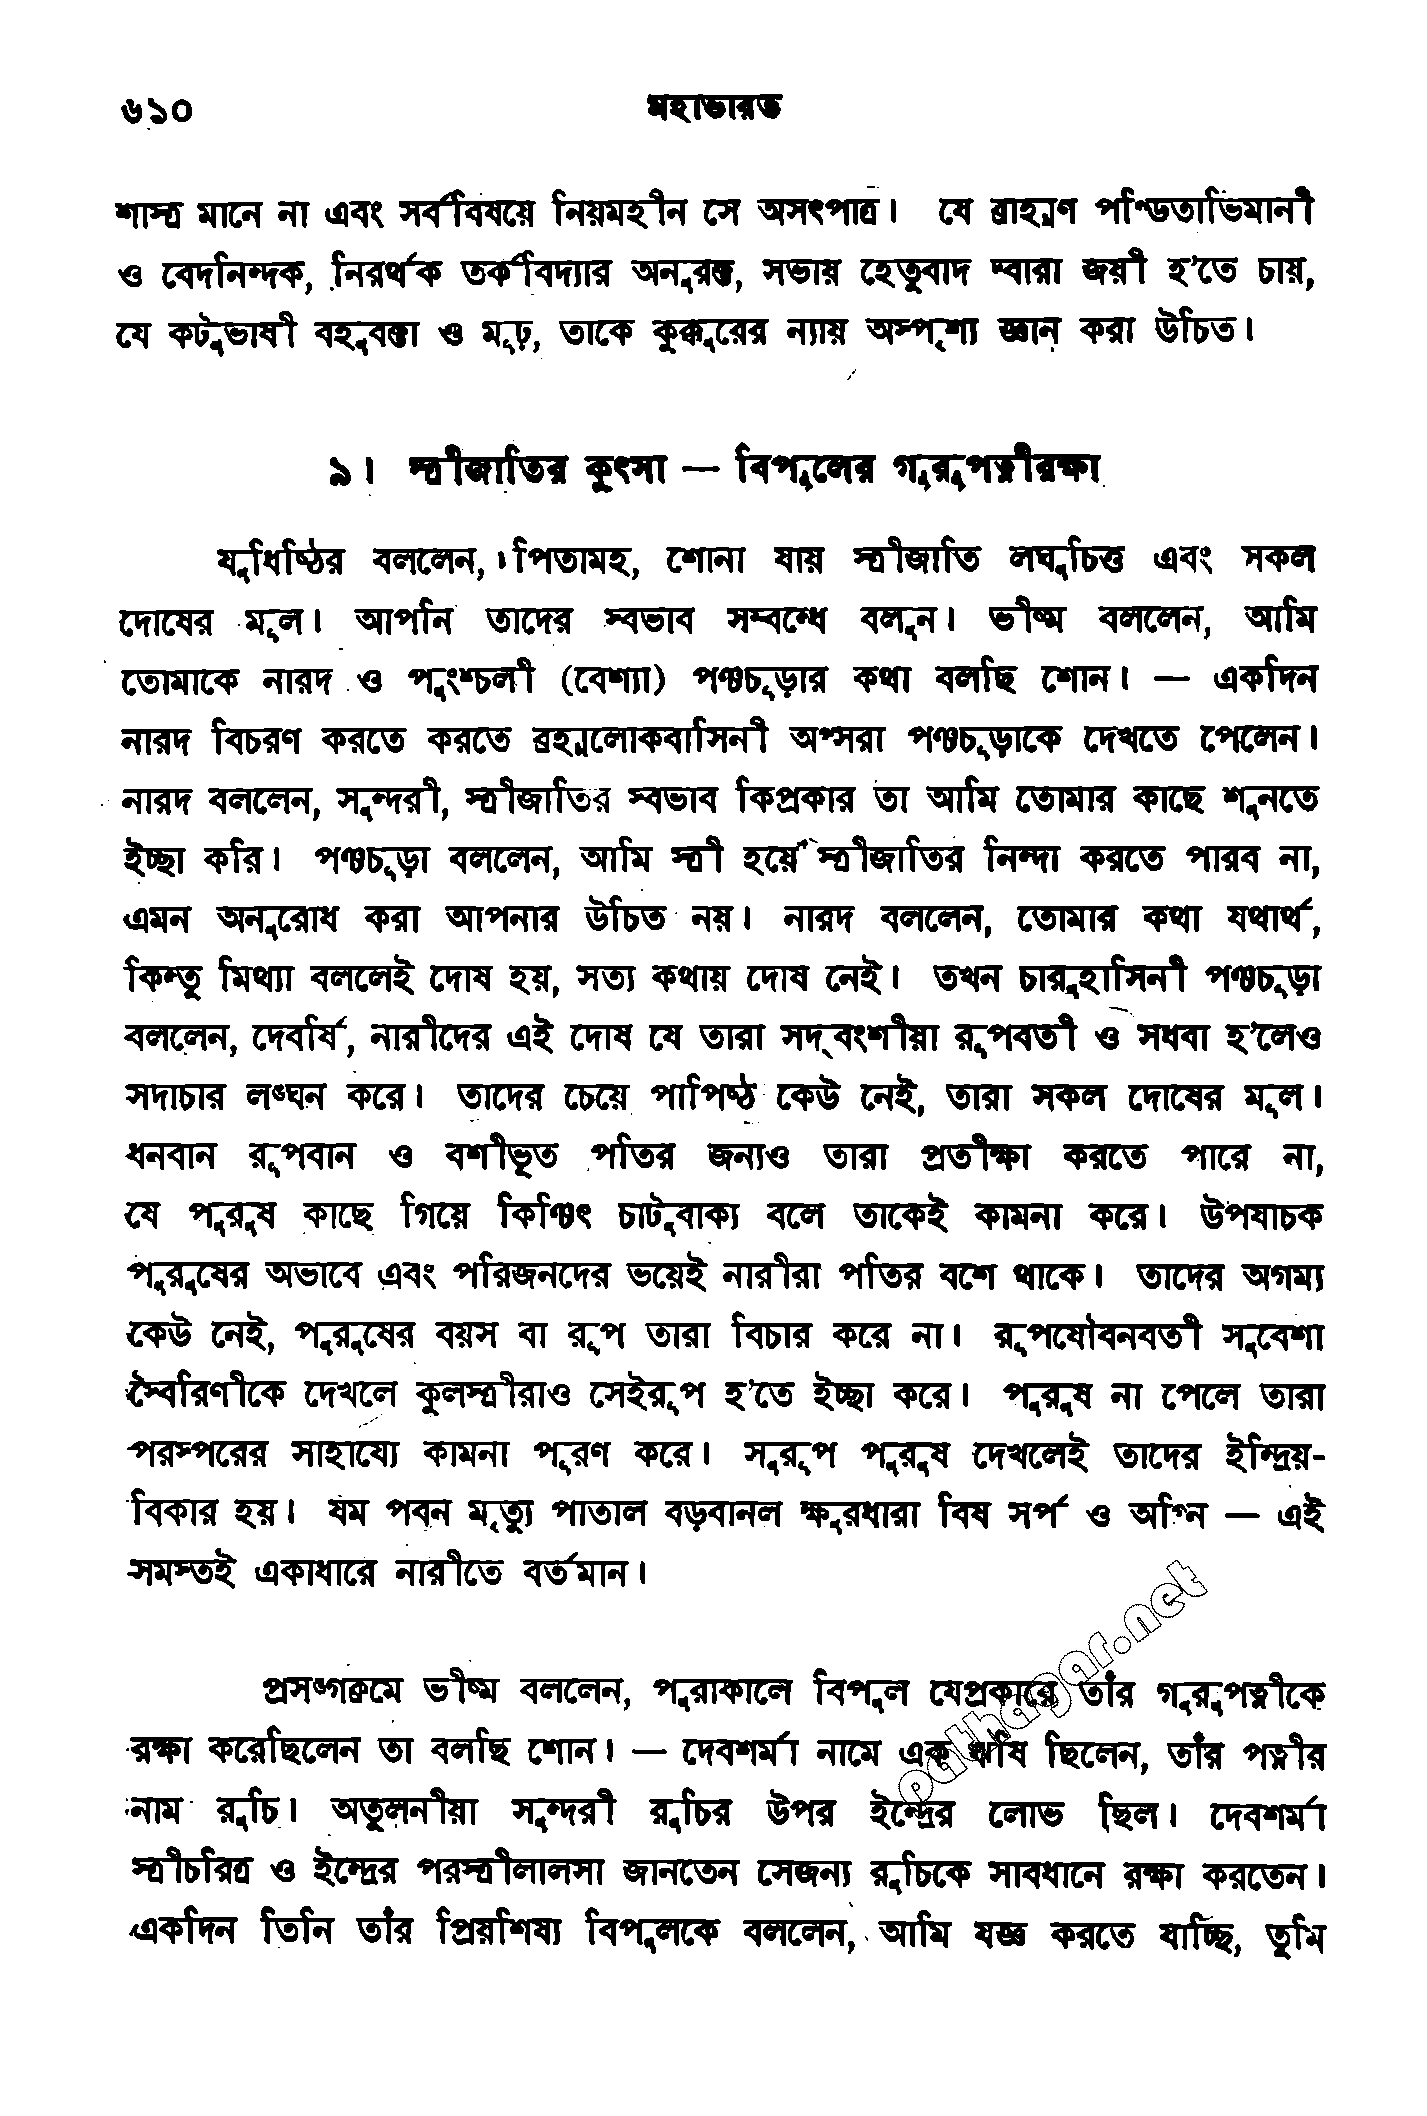 ৬১০
মহাভারত
শাস্ত্র মানে না এবং সর্ববিষয়ে নিয়মহীন সে অসৎপাত্র। যে ব্রাহ্মণ পণ্ডিতাভিমানী
ও বেদনিন্দক, নিরর্থক তর্কবিদ্যার অনুরক্ত, সভায় হেতুবাদ দ্বারা জয়ী হ'তে চায়,
যে কটুভাষী বহুবক্তা ও মূঢ়, তাকে কুক্কুরের ন্যায় অস্পৃশ্য জ্ঞান করা উচিত।
৯। স্ত্রীজাতির কুৎসা — বিপুলের গুরুপত্নীরক্ষা
যুধিষ্ঠির বললেন, পিতামহ, শোনা যায় স্ত্রীজাতি লঘুচিত্ত এবং সকল
দোষের মূল। আপনি তাদের স্বভাব সম্বন্ধে বলুন। ভীষ্ম বললেন, আমি
তোমাকে নারদ ও পুংশ্চলী (বেশ্যা) পঞ্চচূড়ার কথা বলছি শোন। — একদিন
নারদ বিচরণ করতে করতে ব্রহ্মলোকবাসিনী অপ্সরা পঞ্চচূড়াকে দেখতে পেলেন।
নারদ বললেন, সুন্দরী, স্ত্রীজাতির স্বভাব কিপ্রকার তা আমি তোমার কাছে শুনতে
ইচ্ছা করি। পঞ্চচূড়া বললেন, আমি স্ত্রী হয়ে স্ত্রীজাতির নিন্দা করতে পারব না,
এমন অনুরোধ করা আপনার উচিত নয়। নারদ বললেন, তোমার কথা যথার্থ,
কিন্তু মিথ্যা বললেই দোষ হয়, সত্য কথায় দোষ নেই। তখন চারুহাসিনী পঞ্চচূড়া
বললেন, দেবর্ষি, নারীদের এই দোষ যে তারা সদ্‌বংশীয়া রূপবতী ও সধবা হ'লেও
সদাচার লঙ্ঘন করে। তাদের চেয়ে পাপিষ্ঠ কেউ নেই, তারা সকল দোষের মূল।
ধনবান রূপবান ও বশীভূত পতির জন্যও তারা প্রতীক্ষা করতে পারে না,
যে পুরুষ কাছে গিয়ে কিঞ্চিৎ চাটুবাক্য বলে তাকেই কামনা করে। উপযাচক
পুরুষের অভাবে এবং পরিজনদের ভয়েই নারীরা পতির বশে থাকে। তাদের অগম্য
কেউ নেই, পুরুষের বয়স বা রূপ তারা বিচার করে না। রূপযৌবনবতী সুবেশা
স্বৈরিণীকে দেখলে কুলস্ত্রীরাও সেইরূপ হ'তে ইচ্ছা করে। পুরুষ না পেলে তারা
পরস্পরের সাহায্যে কামনা পূরণ করে। সুরূপ পুরুষ দেখলেই তাদের ইন্দ্রিয়-
বিকার হয়। যম পবন মৃত্যু পাতাল বড়বানল ক্ষুরধারা বিষ সর্প ও অগ্নি — এই
সমস্তই একাধারে নারীতে বর্তমান।
প্রসঙ্গক্রমে ভীষ্ম বললেন, পুরাকালে বিপুল যেপ্রকারে তাঁর গুরুপত্নীকে
রক্ষা করেছিলেন তা বলছি শোন। — দেবশর্মা নামে এক ঋষি ছিলেন, তাঁর পত্নীর
নাম রুচি। অতুলনীয়া সুন্দরী রুচির উপর ইন্দ্রের লোভ ছিল। দেবশর্মা
স্ত্রীচরিত্র ও ইন্দ্রের পরস্ত্রীলালসা জানতেন সেজন্য রুচিকে সাবধানে রক্ষা করতেন।
একদিন তিনি তাঁর প্রিয়শিষ্য বিপুলকে বললেন, আমি যজ্ঞ করতে যাচ্ছি, তুমি
pathagar.net